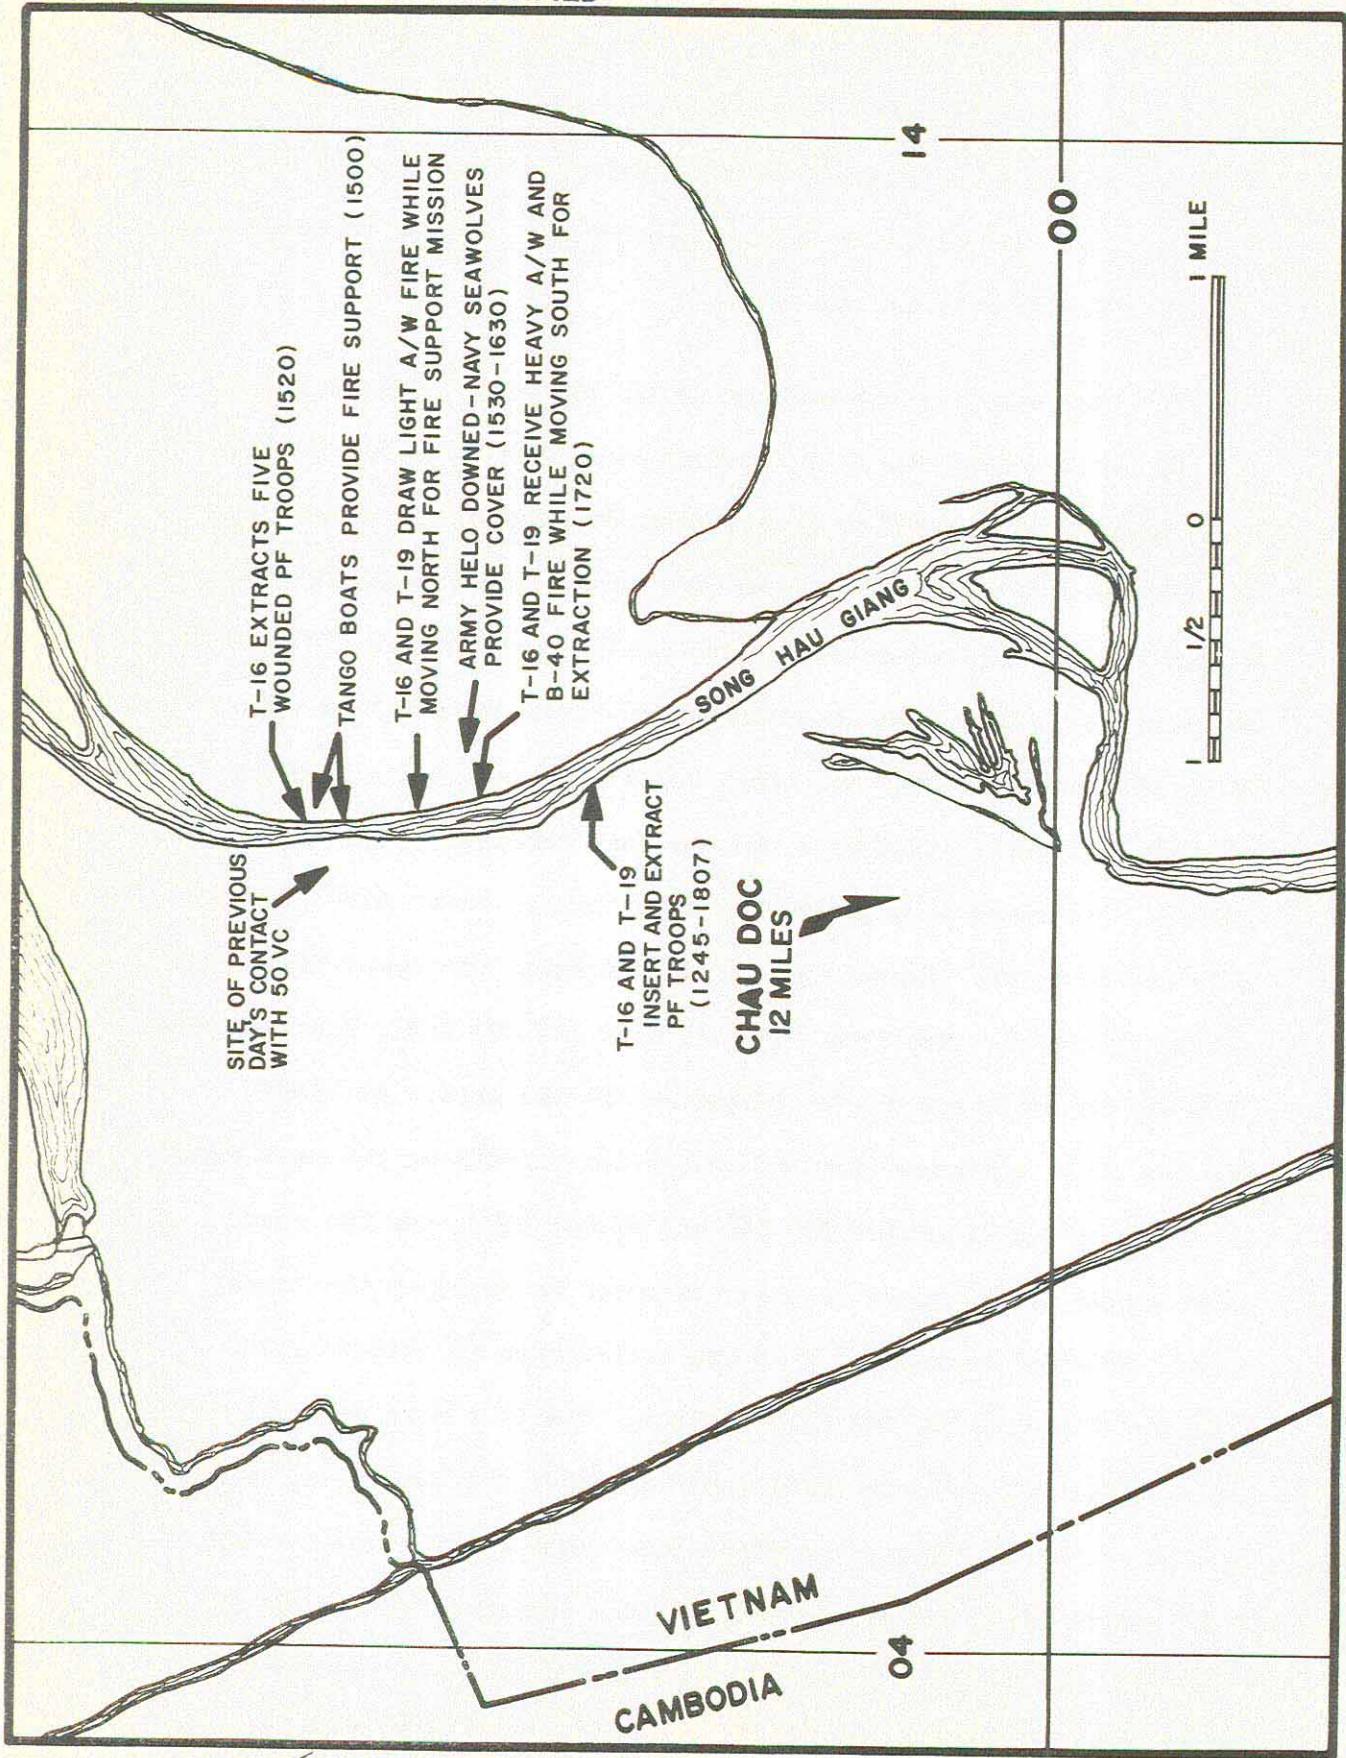 T-16 EXTRACTS FIVE
WOUNDED PF TROOPS (1520)
TANGO BOATS PROVIDE FIRE SUPPORT (1500)
T-16 AND T-19 DRAW LIGHT A/W FIRE WHILE
MOVING NORTH FOR FIRE SUPPORT MISSION
ARMY HELO DOWNED-NAVY SEAWOLVES
PROVIDE COVER (1530-1630)
T-16 AND T-19 RECEIVE HEAVY A/W AND
B-40 FIRE WHILE MOVING SOUTH FOR
EXTRACTION (1720)
SITE OF PREVIOUS
DAY'S CONTACT
WITH 50 VC
T-16 AND T-19
INSERT AND EXTRACT
PF TROOPS
(1245-1807)
SONG HAU GIANG
CHAU DOC
12 MILES
VIETNAM
CAMBODIA
04
14
00
1 1/2 0 1 MILE